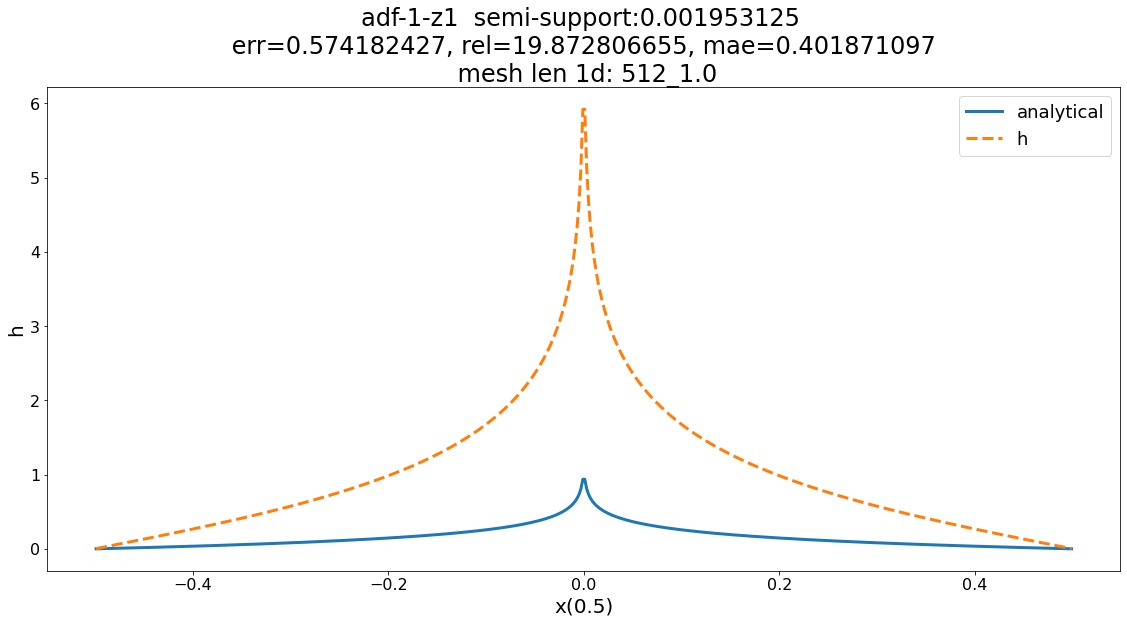 adf-1-z1  semi-support:0.001953125
err=0.574182427, rel=19.872806655, mae=0.401871097
mesh len 1d: 512_1.0
analytical
h
6
5
4
3
2
1
0
h
−0.4
−0.2
0.0
0.2
0.4
x(0.5)